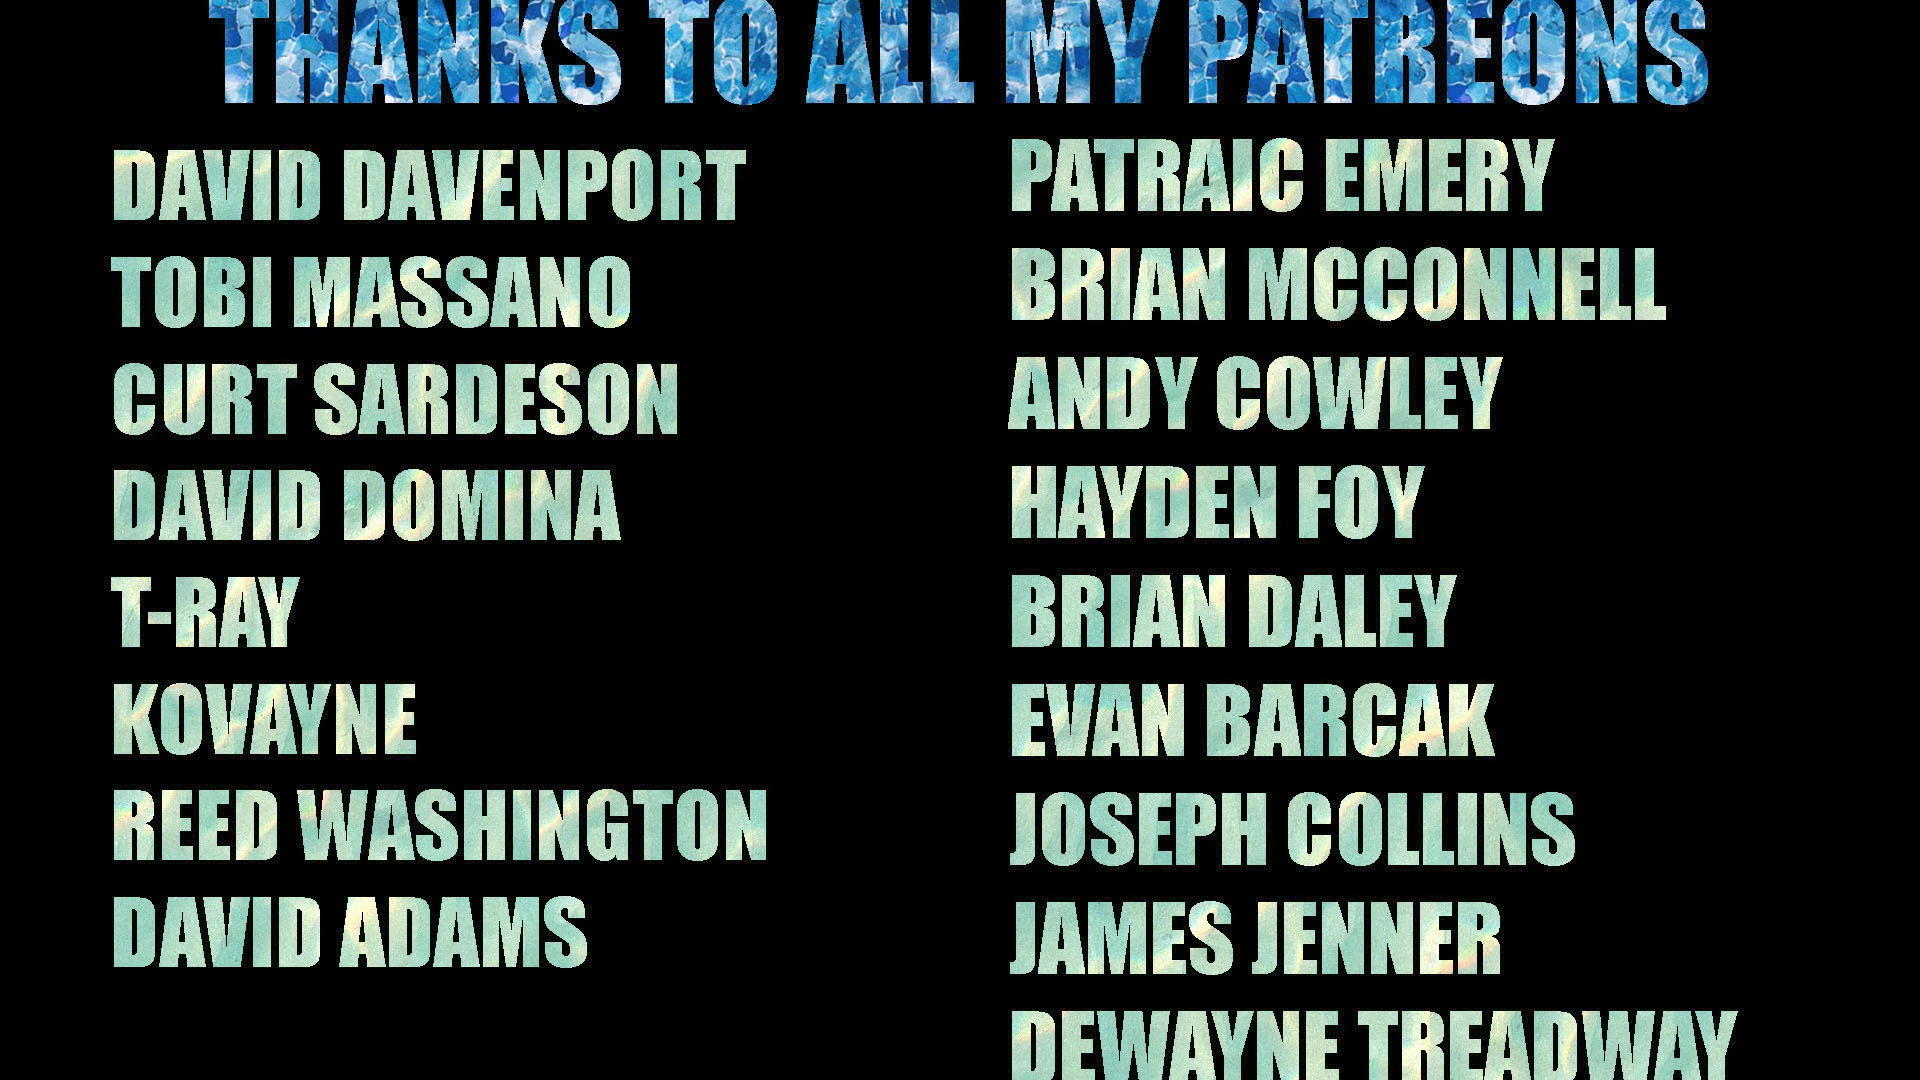 THANKS TO ALL MY PATREONS
DAVID DAVENPORT
TOBI MASSANO
CURT SARDESON
DAVID DOMINA
T-RAY
KOVAYNE
REED WASHINGTON
DAVID ADAMS
PATRAIC EMERY
BRIAN MCCONNELL
ANDY COWLEY
HAYDEN FOY
BRIAN DALEY
EVAN BARCAK
JOSEPH COLLINS
JAMES JENNER
DEWAYNE TREADWAY